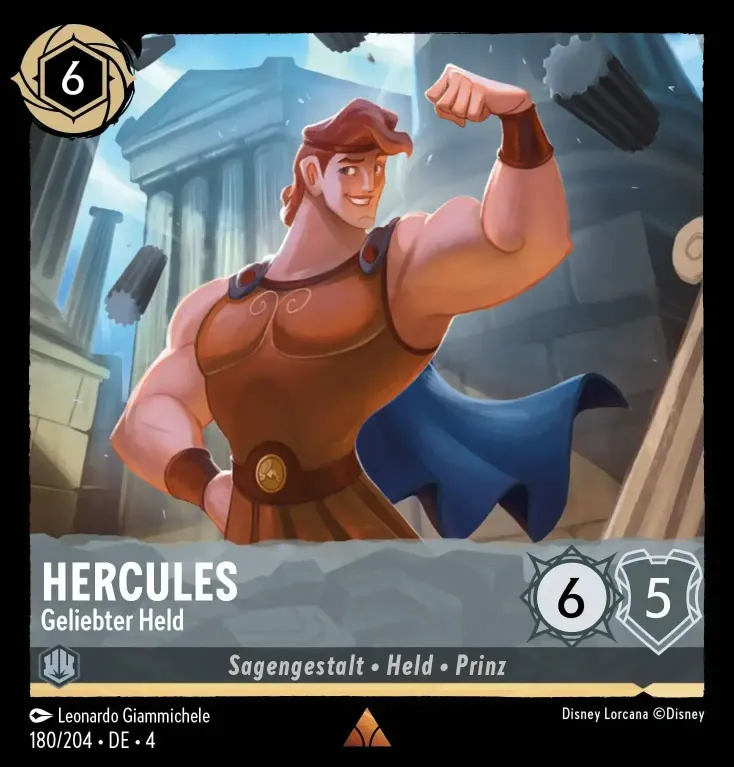 6
HERCULES
Geliebter Held
6 5
Sagengestalt • Held • Prinz
Leonardo Giammichele
Disney Lorcana ©Disney
180/204 • DE • 4